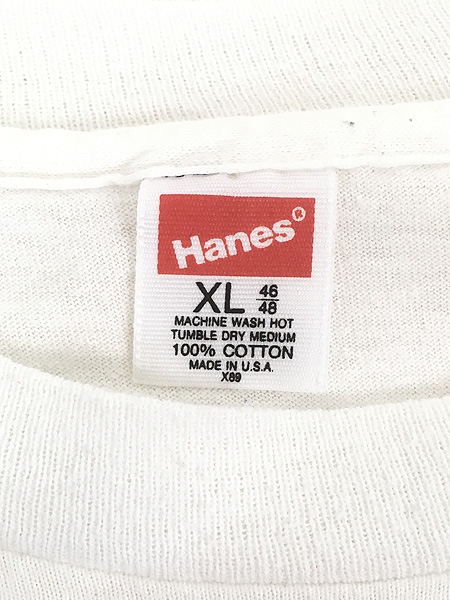 Hanes®
XL 46/48
MACHINE WASH HOT
TUMBLE DRY MEDIUM
100% COTTON
MADE IN U.S.A.
X89